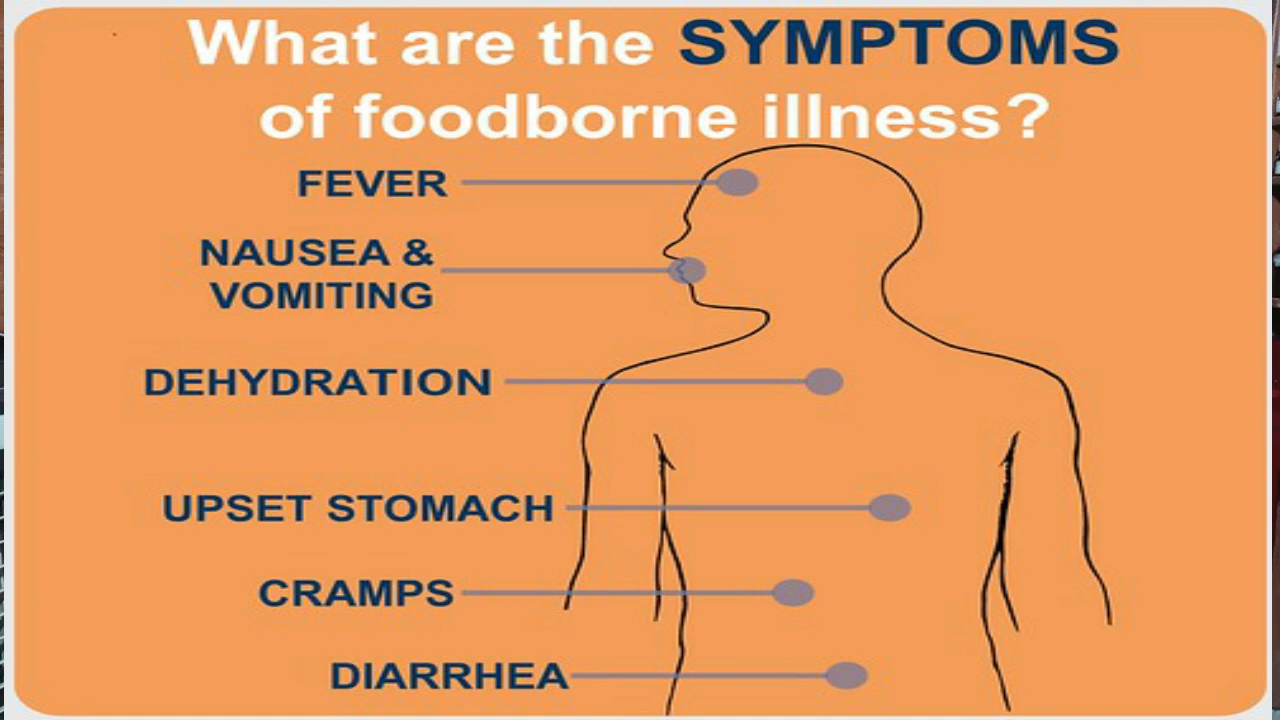 What are the SYMPTOMS
of foodborne illness?
FEVER
NAUSEA &
VOMITING
DEHYDRATION
UPSET STOMACH
CRAMPS
DIARRHEA